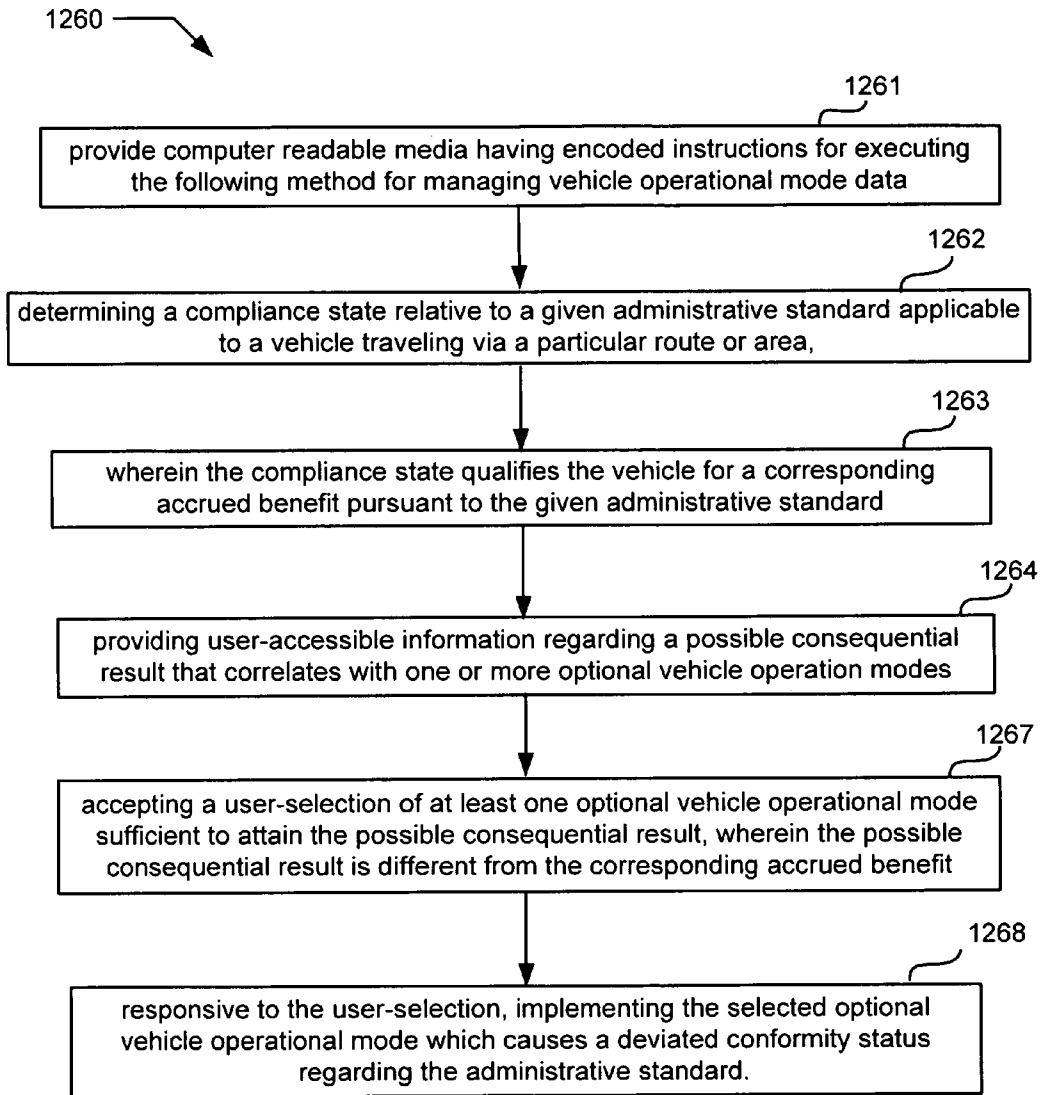 1260
1261
provide computer readable media having encoded instructions for executing
the following method for managing vehicle operational mode data
1262
determining a compliance state relative to a given administrative standard applicable
to a vehicle traveling via a particular route or area,
1263
wherein the compliance state qualifies the vehicle for a corresponding
accrued benefit pursuant to the given administrative standard
1264
providing user-accessible information regarding a possible consequential
result that correlates with one or more optional vehicle operation modes
1267
accepting a user-selection of at least one optional vehicle operational mode
sufficient to attain the possible consequential result, wherein the possible
consequential result is different from the corresponding accrued benefit
1268
responsive to the user-selection, implementing the selected optional
vehicle operational mode which causes a deviated conformity status
regarding the administrative standard.